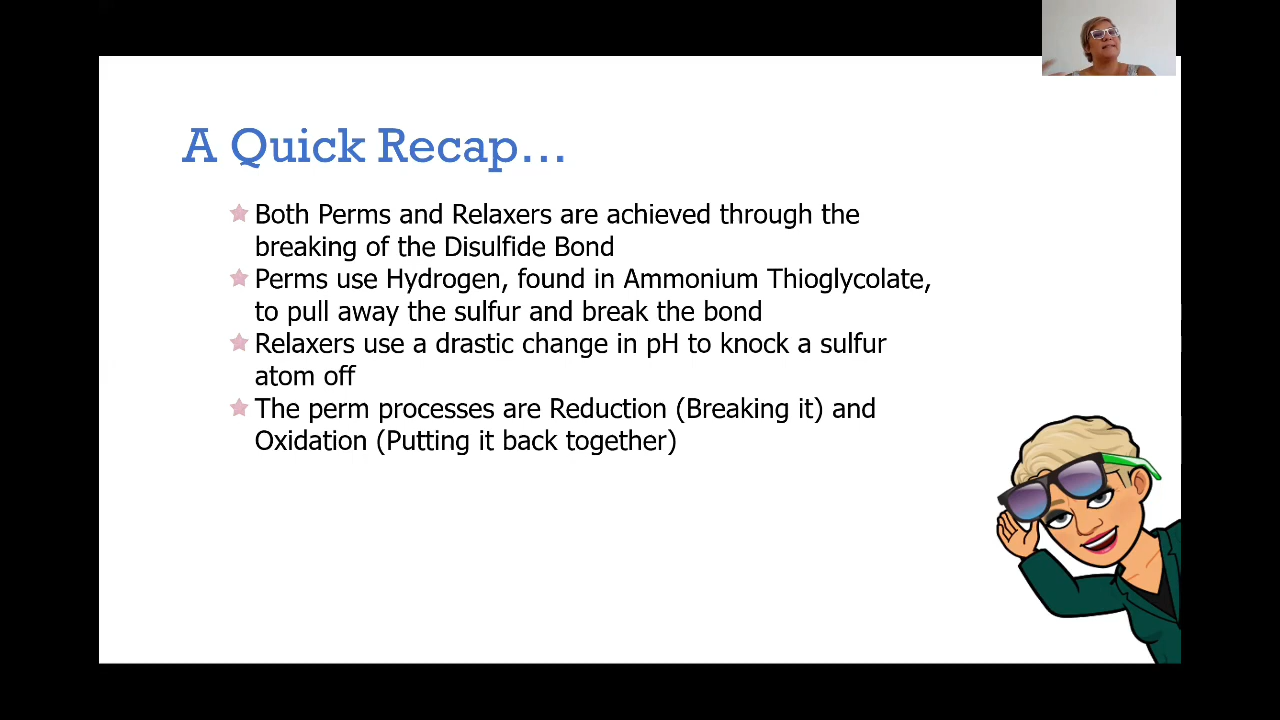 A Quick Recap...
Both Perms and Relaxers are achieved through the
breaking of the Disulfide Bond
Perms use Hydrogen, found in Ammonium Thioglycolate,
to pull away the sulfur and break the bond
Relaxers use a drastic change in pH to knock a sulfur
atom off
The perm processes are Reduction (Breaking it) and
Oxidation (Putting it back together)